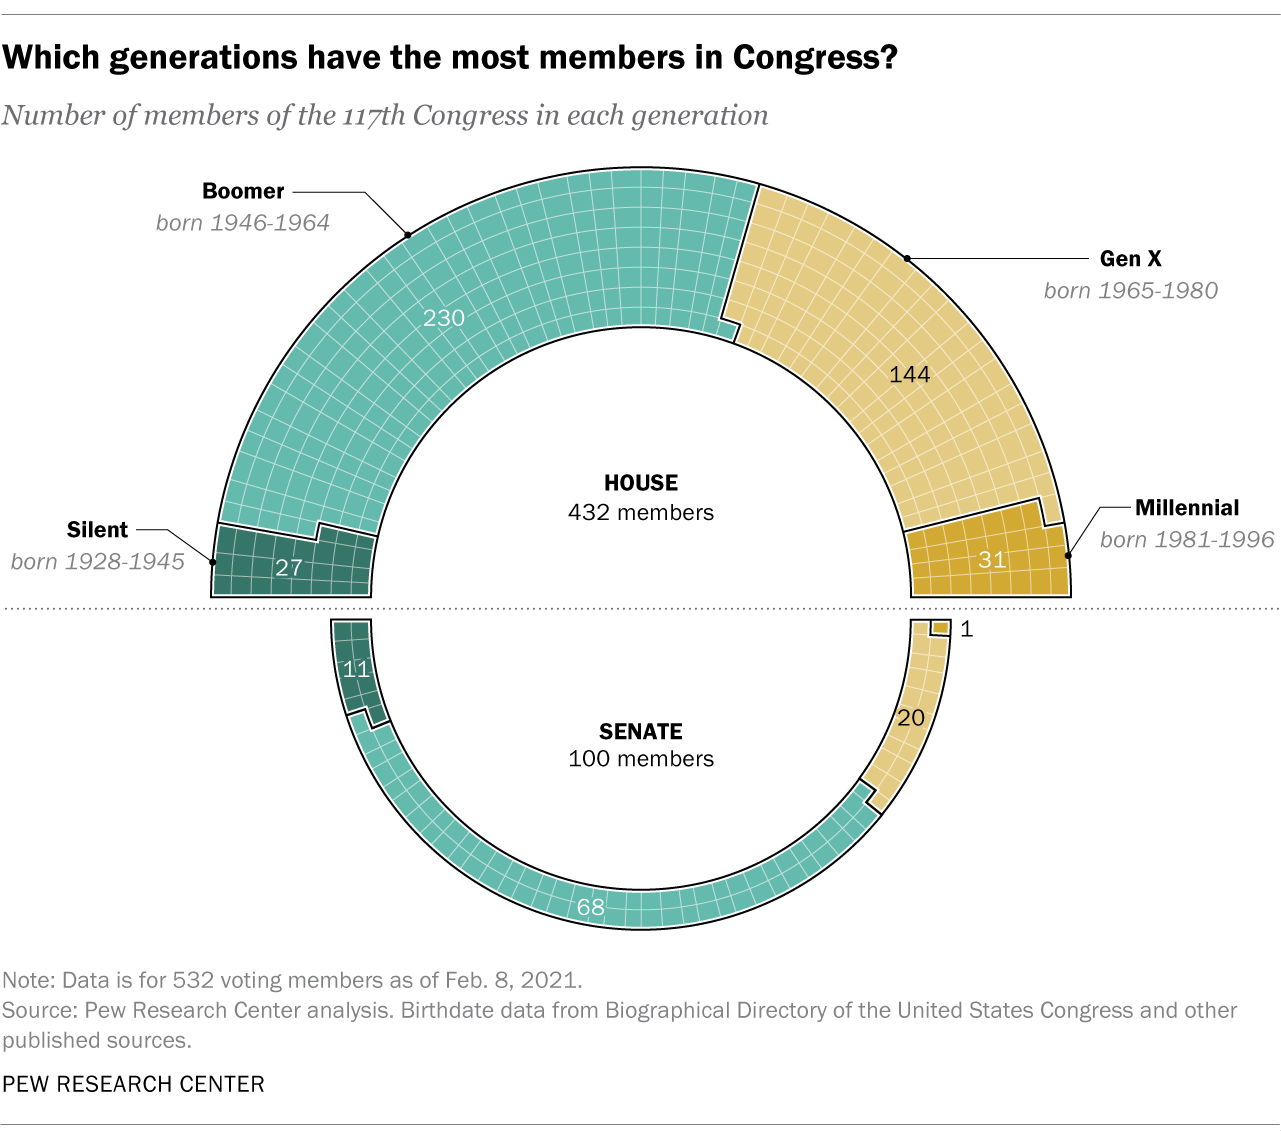 Which generations have the most members in Congress?
Number of members of the 117th Congress in each generation
Boomer
born 1946-1964
Gen X
born 1965-1980
230
144
HOUSE
432 members
Silent
born 1928-1945
Millennial
born 1981-1996
27
31
1
11
20
SENATE
100 members
68
Note: Data is for 532 voting members as of Feb. 8, 2021.
Source: Pew Research Center analysis. Birthdate data from Biographical Directory of the United States Congress and other
published sources.
PEW RESEARCH CENTER